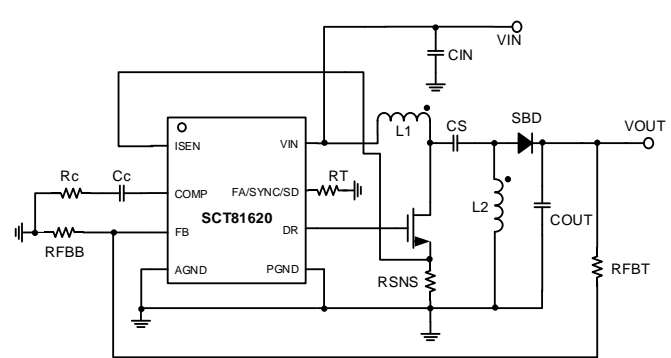 VIN
CIN
ISEN
VIN
L1
CS
SBD
VOUT
Rc
Cc
COMP
FA/SYNC/SD
RT
SCT81620
L2
COUT
FB
DR
RFBB
RFBT
AGND
PGND
RSNS